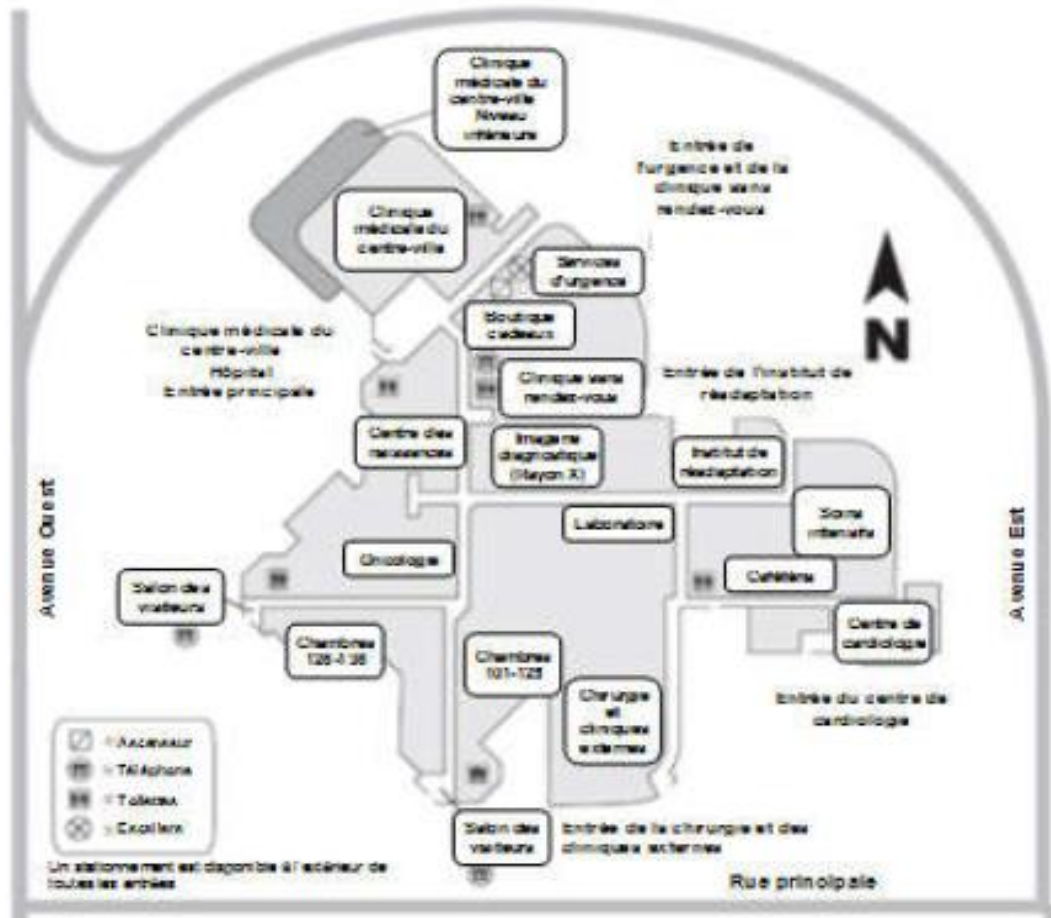 Clinique
médicale du
centre-ville
Niveau
inférieure
Entrée de
l'urgence et de la
clinique sans
rendez-vous
Clinique
médicale du
centre-ville
Services
d'urgence
Boutique
cadeaux
N
Clinique médicale du
centre-ville
Hôpital
Entrée principale
Clinique sans
rendez-vous
Entrée de l'institut de
réadaptation
Centre des
naissances
Imagerie
diagnostique
(Rayon X)
Institut de
réadaptation
Avenue Ouest
Soins
intensifs
Laboratoire
Avenue Est
Oncologie
Cafétéria
Salon des
visiteurs
Centre de
cardiologie
Chambres
126-136
Chambres
101-125
Chirurgie
et
cliniques
externes
Entrée du centre de
cardiologie
= Ascenseur
= Téléphone
= Toilettes
= Escaliers
Salon des
visiteurs
Entrée de la chirurgie et des
cliniques externes
Un stationnement est disponible à l'extérieur de
toutes les entrées
Rue principale